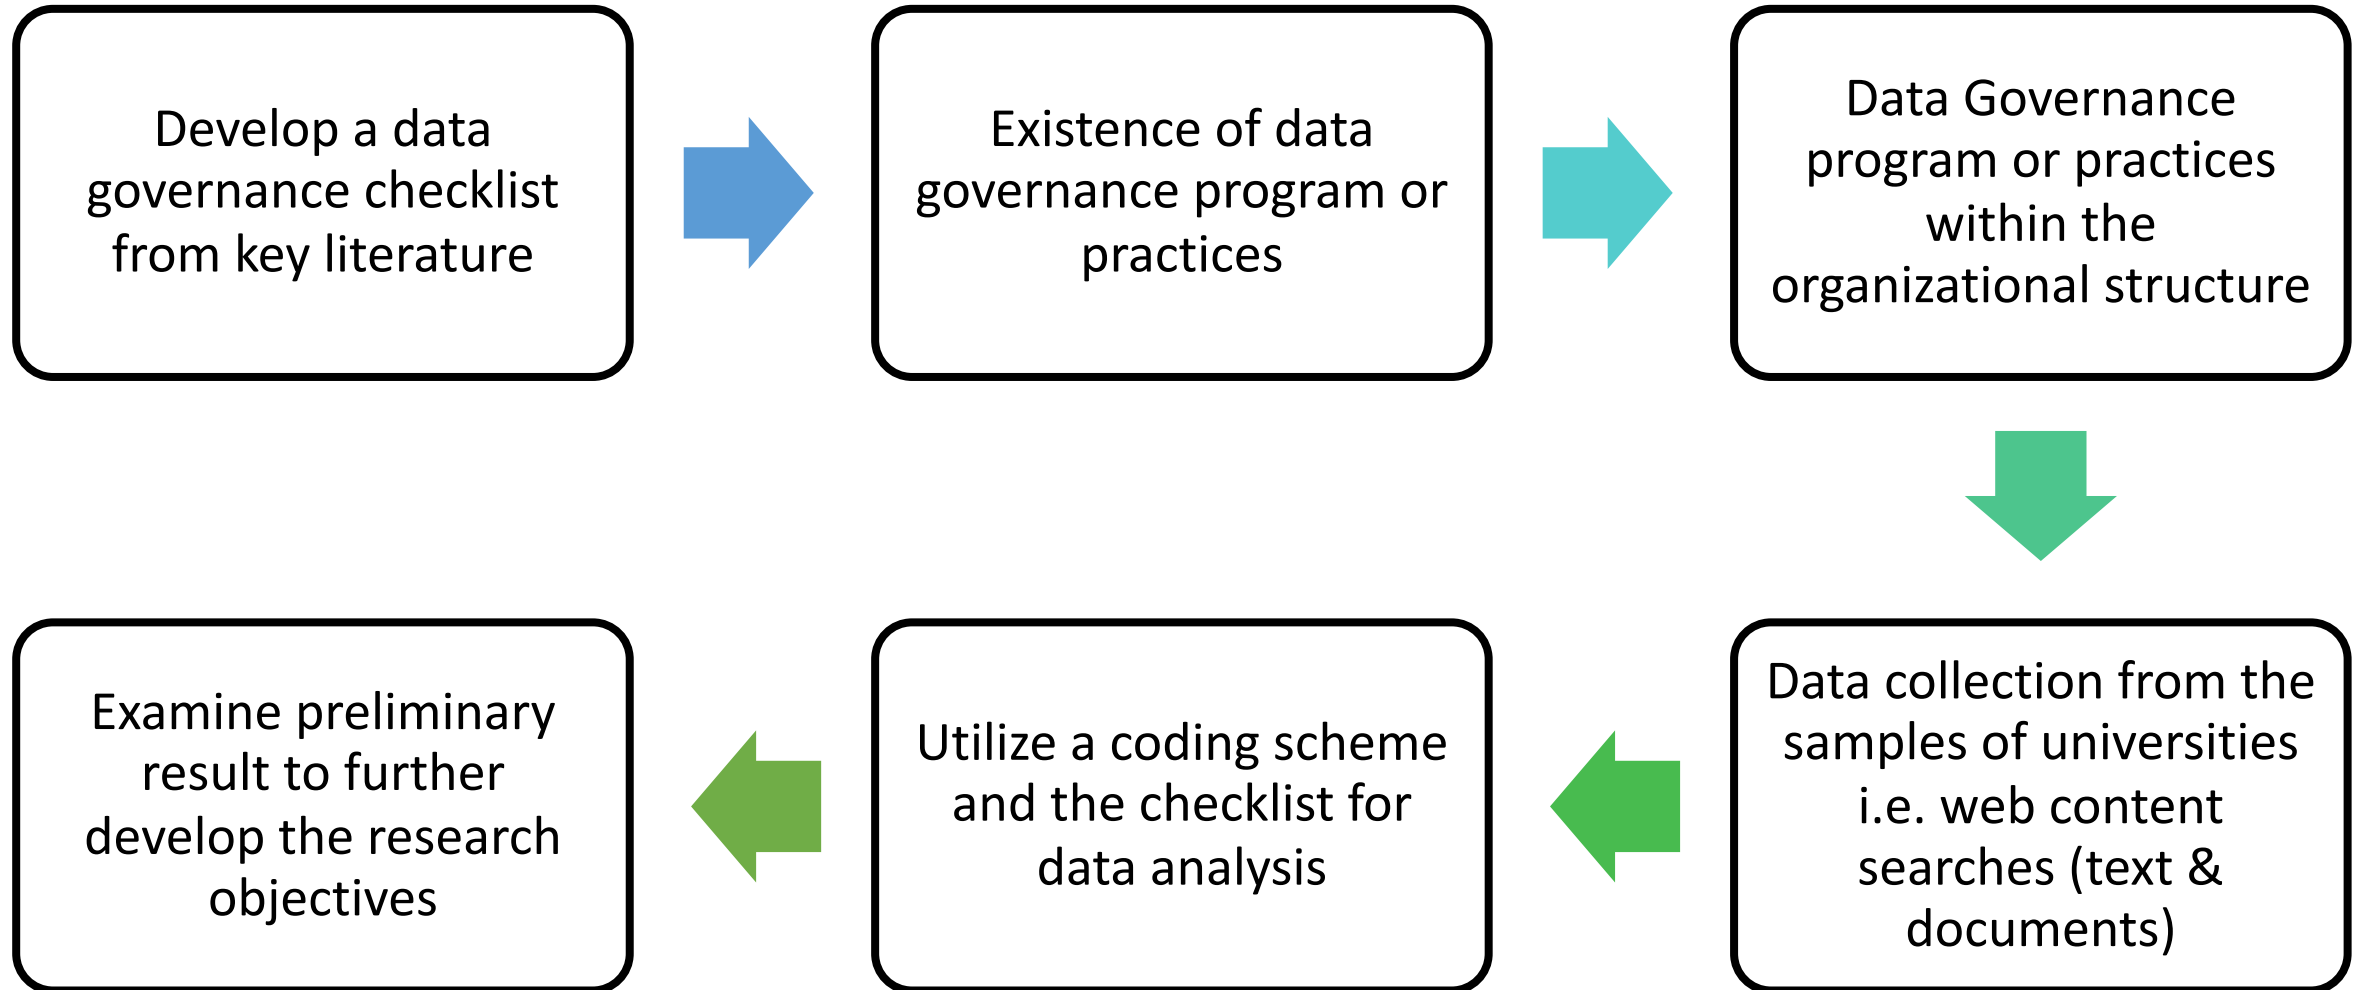 Develop a data
governance checklist
from key literature
Existence of data
governance program or
practices
Data Governance
program or practices
within the
organizational structure
Data collection from the
samples of universities
i.e. web content
searches (text &
documents)
Utilize a coding scheme
and the checklist for
data analysis
Examine preliminary
result to further
develop the research
objectives